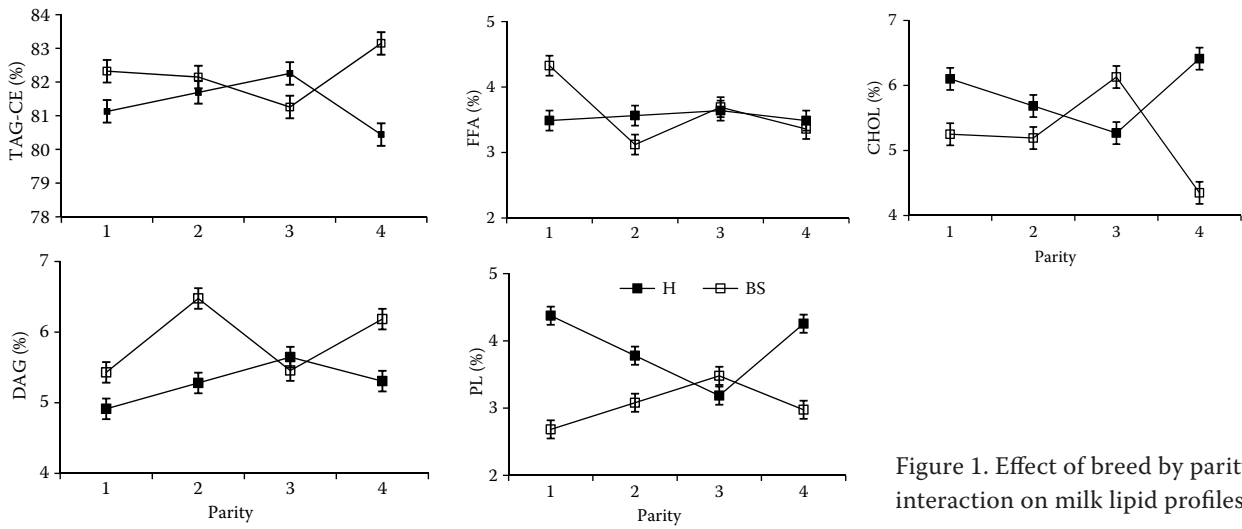 84
83
82
81
80
79
78
TAG-CE (%)
1 2 3 4
5
4
3
2
FFA (%)
1 2 3 4
7
6
5
4
CHOL (%)
1 2 3 4
Parity
7
6
5
4
DAG (%)
1 2 3 4
Parity
5
4
3
2
PL (%)
H BS
1 2 3 4
Parity
Figure 1. Effect of breed by parity
interaction on milk lipid profiles